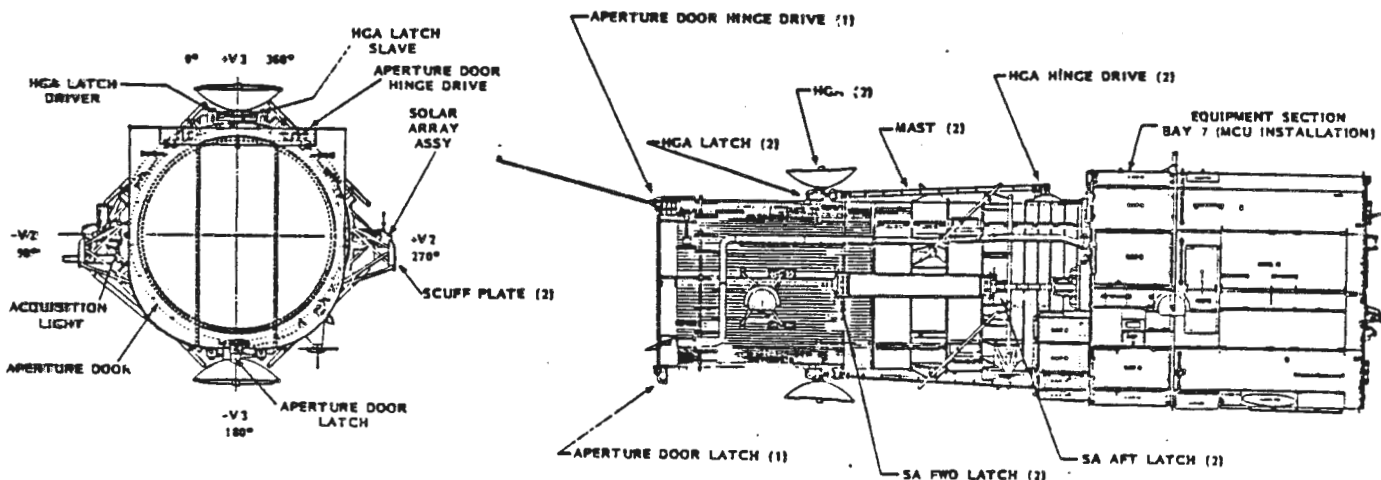 HGA LATCH
SLAVE
0° +V3 360°
APERTURE DOOR
HINGE DRIVE
HGA LATCH
DRIVER
SOLAR
ARRAY
ASSY
-V2
90°
+V2
270°
ACQUISITION
LIGHT
SCUFF PLATE (2)
APERTURE DOOR
APERTURE DOOR
LATCH
-V3
180°
APERTURE DOOR HINGE DRIVE (1)
HGA (2)
HGA HINGE DRIVE (2)
MAST (2)
EQUIPMENT SECTION
BAY 7 (MCU INSTALLATION)
HGA LATCH (2)
APERTURE DOOR LATCH (1)
SA FWD LATCH (2)
SA AFT LATCH (2)